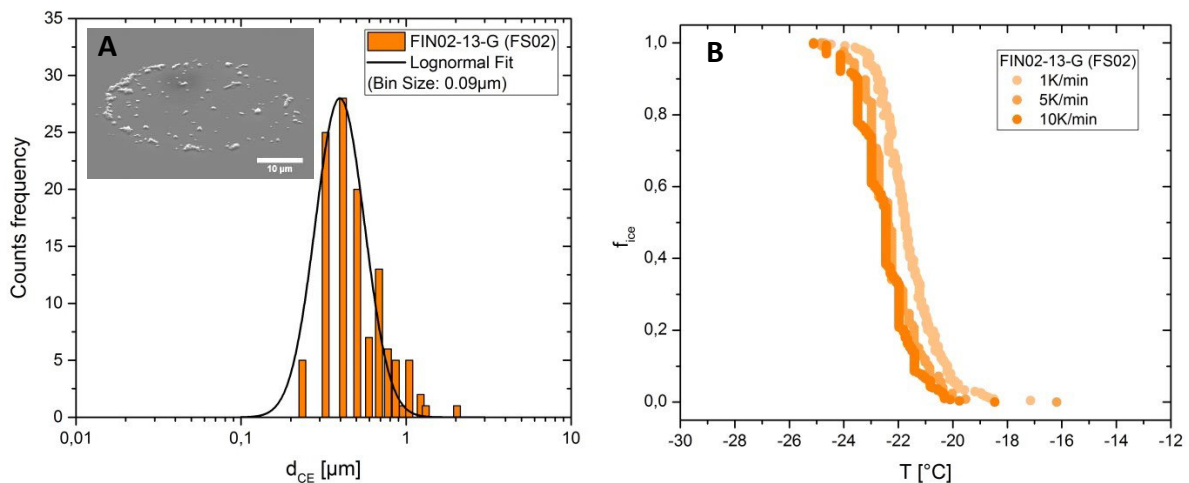 35
30
25
20
15
10
5
0
Counts frequency
A
10 µm
FIN02-13-G (FS02)
Lognormal Fit
(Bin Size: 0.09µm)
0,01 0,1 1 10
dCE [µm]
1,0
0,8
0,6
0,4
0,2
0,0
fice
B
FIN02-13-G (FS02)
1K/min
5K/min
10K/min
-30 -28 -26 -24 -22 -20 -18 -16 -14 -12
T [°C]